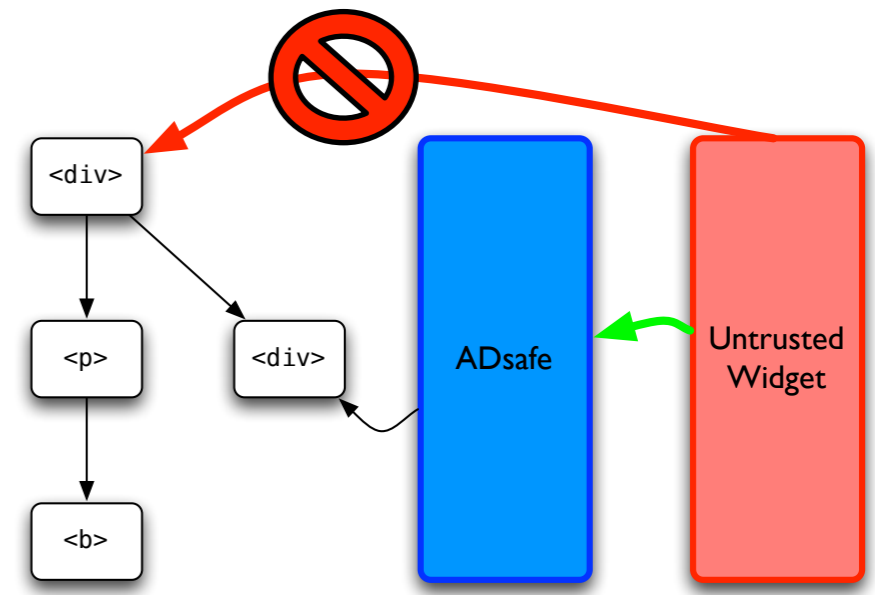 <div>
<p>
<div>
ADsafe
Untrusted
Widget
<b>